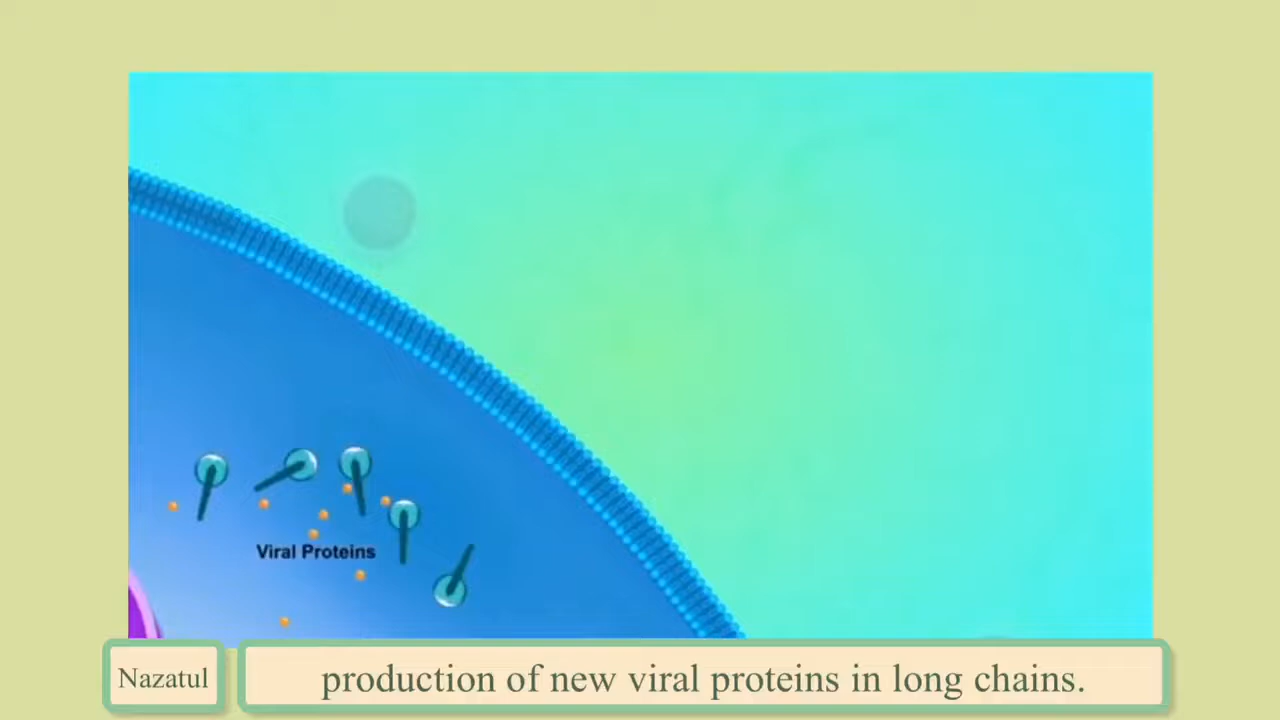 Viral Proteins
Nazatul
production of new viral proteins in long chains.